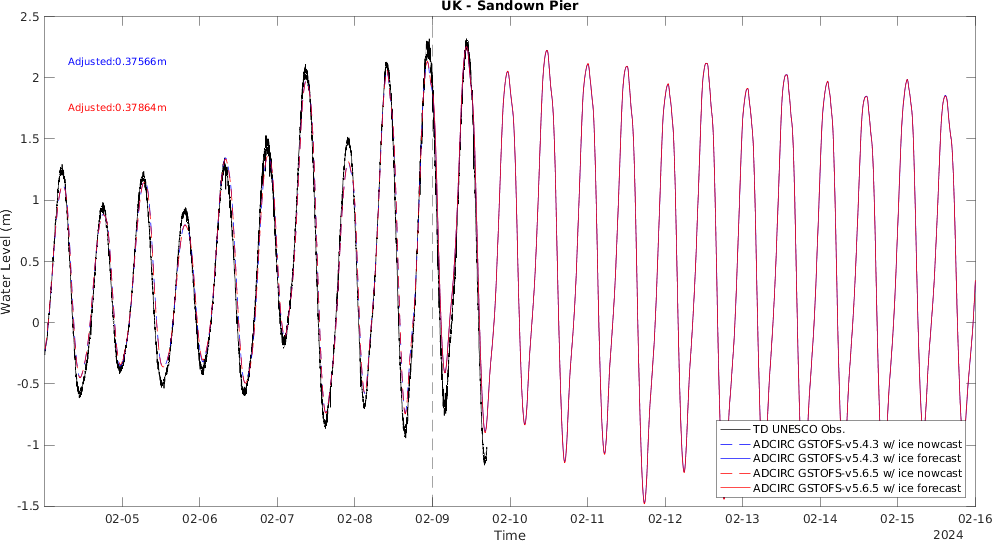 UK - Sandown Pier
2.5
2
1.5
1
0.5
0
-0.5
-1
-1.5
Water Level (m)
Adjusted:0.37566m
Adjusted:0.37864m
TD UNESCO Obs.
ADCIRC GSTOFS-v5.4.3 w/ ice nowcast
ADCIRC GSTOFS-v5.4.3 w/ ice forecast
ADCIRC GSTOFS-v5.6.5 w/ ice nowcast
ADCIRC GSTOFS-v5.6.5 w/ ice forecast
02-05 02-06 02-07 02-08 02-09 02-10 02-11 02-12 02-13 02-14 02-15 02-16
Time
2024